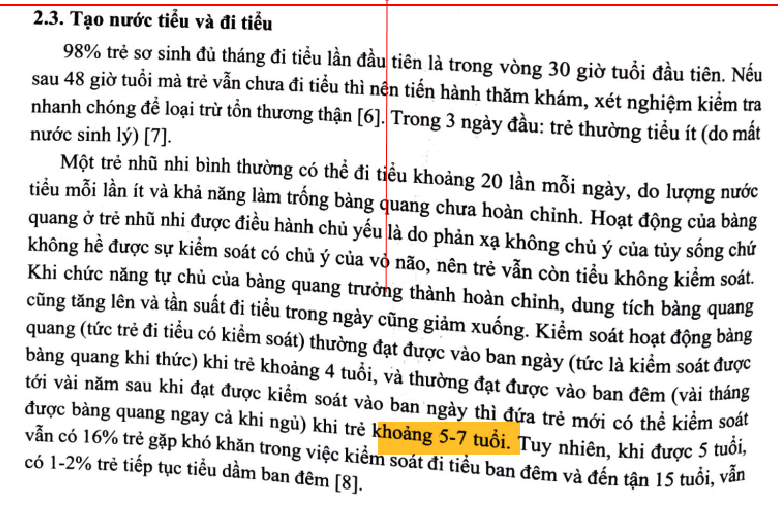 2.3. Tạo nước tiểu và đi tiểu
98% trẻ sơ sinh đủ tháng đi tiểu lần đầu tiên là trong vòng 30 giờ tuổi đầu tiên. Nếu
sau 48 giờ tuổi mà trẻ vẫn chưa đi tiểu thì nên tiến hành thăm khám, xét nghiệm kiểm tra
nhanh chóng để loại trừ tổn thương thận [6]. Trong 3 ngày đầu: trẻ thường tiểu ít (do mất
nước sinh lý) [7].
Một trẻ nhũ nhi bình thường có thể đi tiểu khoảng 20 lần mỗi ngày, do lượng nước
tiểu mỗi lần ít và khả năng làm trống bàng quang chưa hoàn chỉnh. Hoạt động của bàng
quang ở trẻ nhũ nhi được điều hành chủ yếu là do phản xạ không chủ ý của tủy sống chứ
không hề được sự kiểm soát có chủ ý của vỏ não, nên trẻ vẫn còn tiểu không kiểm soát.
Khi chức năng tự chủ của bàng quang trưởng thành hoàn chỉnh, dung tích bàng quang
cũng tăng lên và tần suất đi tiểu trong ngày cũng giảm xuống. Kiểm soát hoạt động bàng
quang (tức trẻ đi tiểu có kiểm soát) thường đạt được vào ban ngày (tức là kiểm soát được
bàng quang khi thức) khi trẻ khoảng 4 tuổi, và thường đạt được vào ban đêm (vài tháng
tới vài năm sau khi đạt được kiểm soát vào ban ngày thì đứa trẻ mới có thể kiểm soát
được bàng quang ngay cả khi ngủ) khi trẻ khoảng 5-7 tuổi. Tuy nhiên, khi được 5 tuổi,
vẫn có 16% trẻ gặp khó khăn trong việc kiểm soát đi tiểu ban đêm và đến tận 15 tuổi, vẫn
có 1-2% trẻ tiếp tục tiểu dầm ban đêm [8].